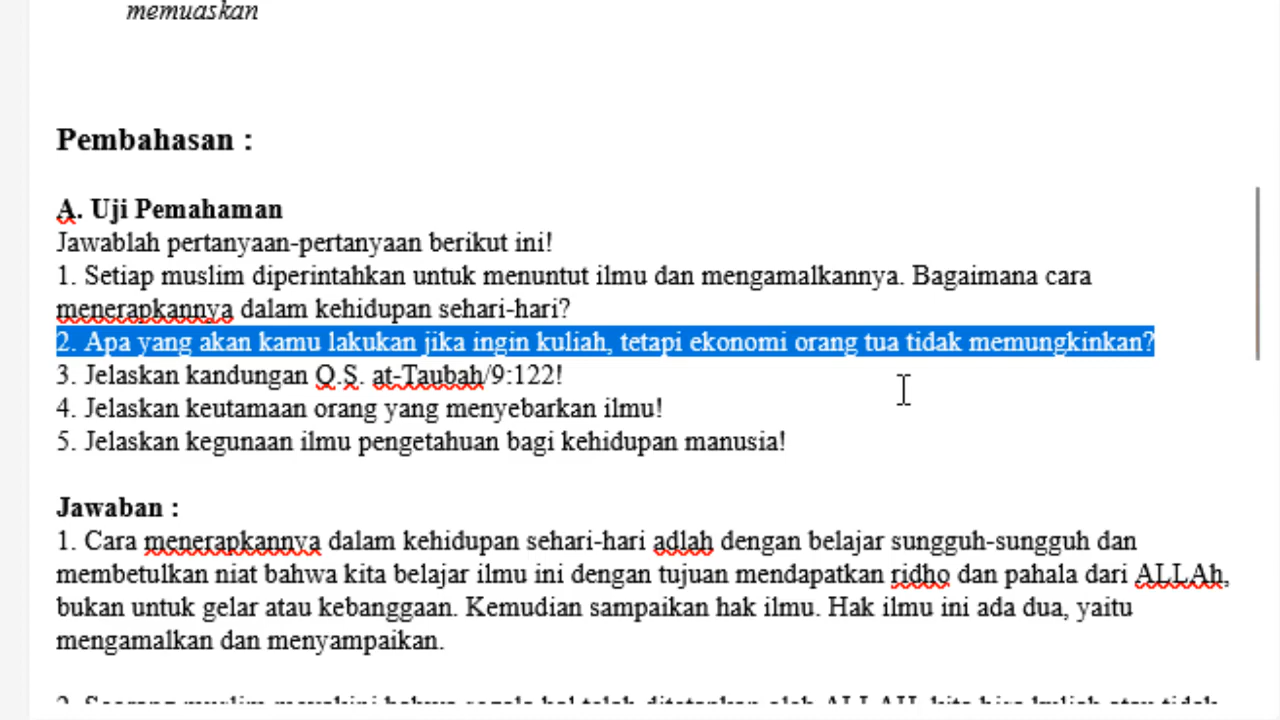 memuaskan
Pembahasan :
A. Uji Pemahaman
Jawablah pertanyaan-pertanyaan berikut ini!
1. Setiap muslim diperintahkan untuk menuntut ilmu dan mengamalkannya. Bagaimana cara
menerapkannya dalam kehidupan sehari-hari?
2. Apa yang akan kamu lakukan jika ingin kuliah, tetapi ekonomi orang tua tidak memungkinkan?
3. Jelaskan kandungan Q.S. at-Taubah/9:122!
4. Jelaskan keutamaan orang yang menyebarkan ilmu!
5. Jelaskan kegunaan ilmu pengetahuan bagi kehidupan manusia!
Jawaban :
1. Cara menerapkannya dalam kehidupan sehari-hari adlah dengan belajar sungguh-sungguh dan
membetulkan niat bahwa kita belajar ilmu ini dengan tujuan mendapatkan ridho dan pahala dari ALLAh,
bukan untuk gelar atau kebanggaan. Kemudian sampaikan hak ilmu. Hak ilmu ini ada dua, yaitu
mengamalkan dan menyampaikan.